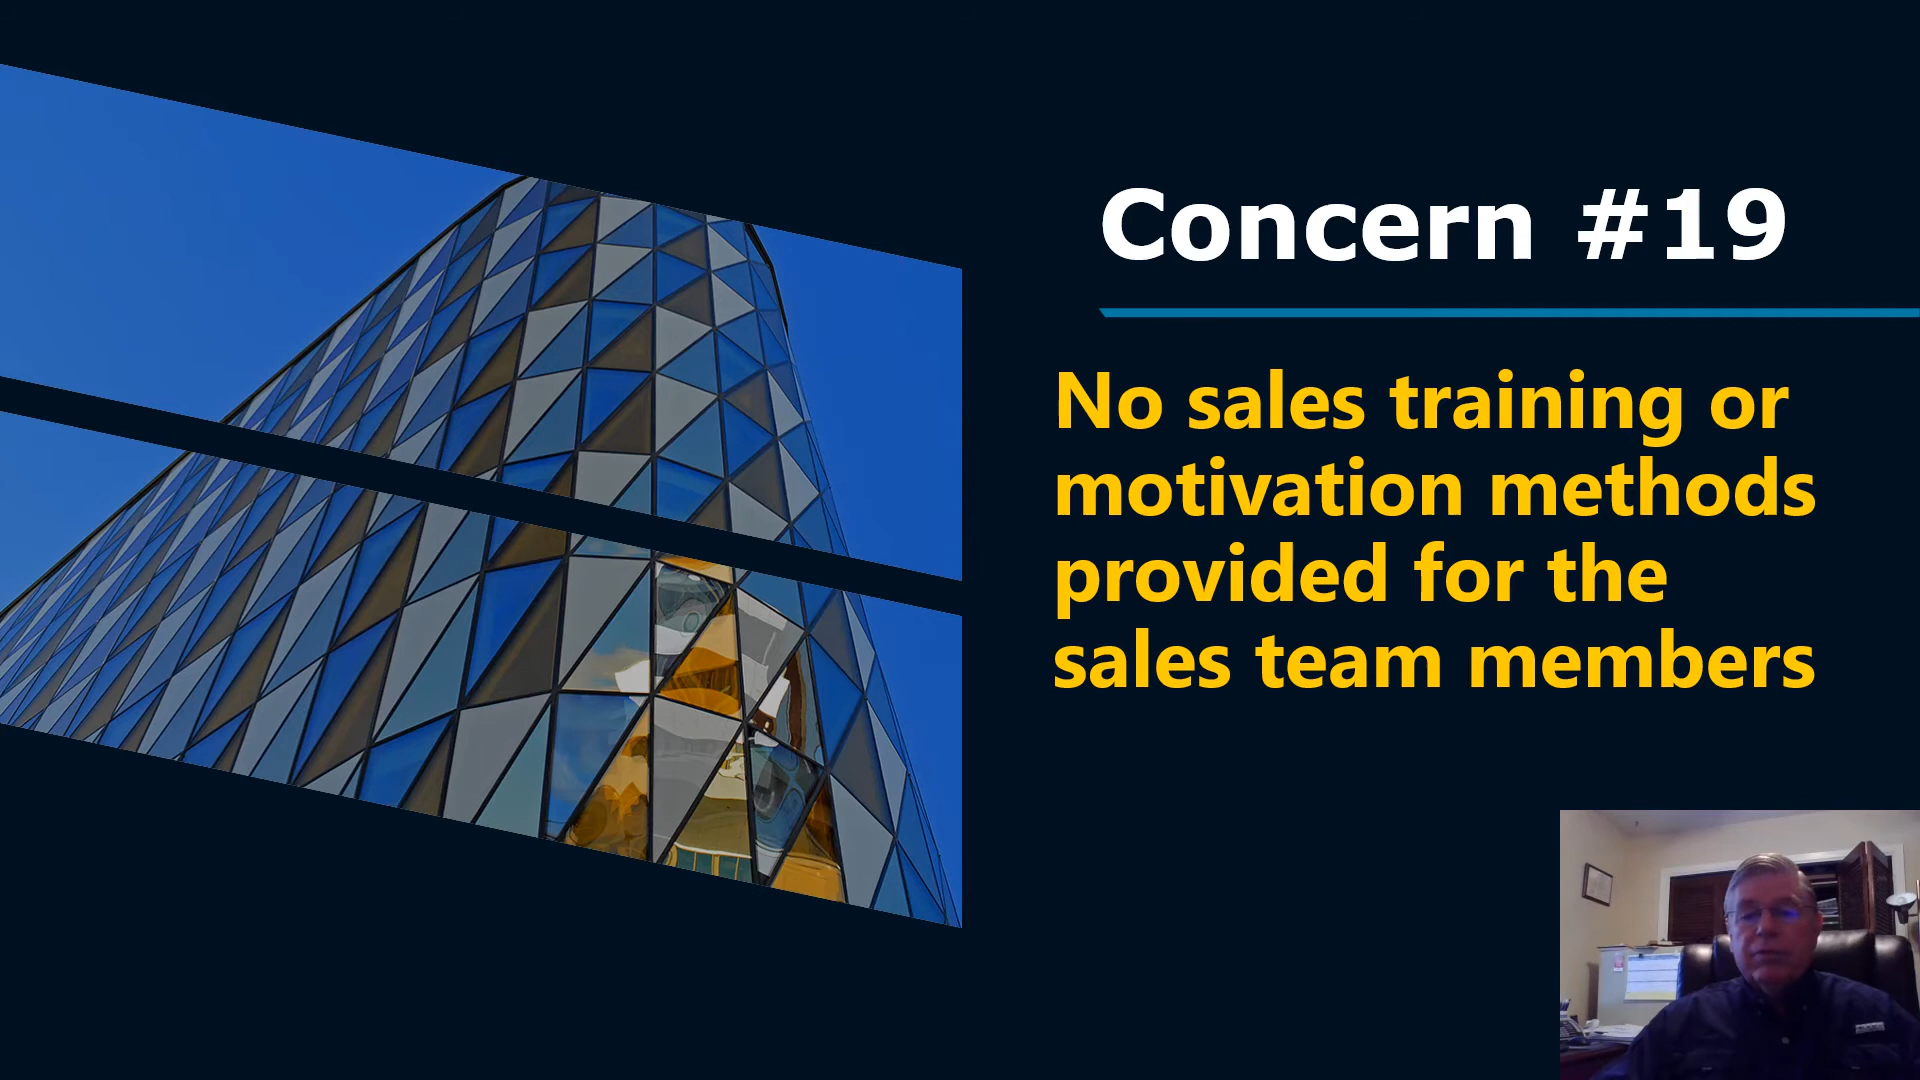 Concern #19
No sales training or
motivation methods
provided for the
sales team members